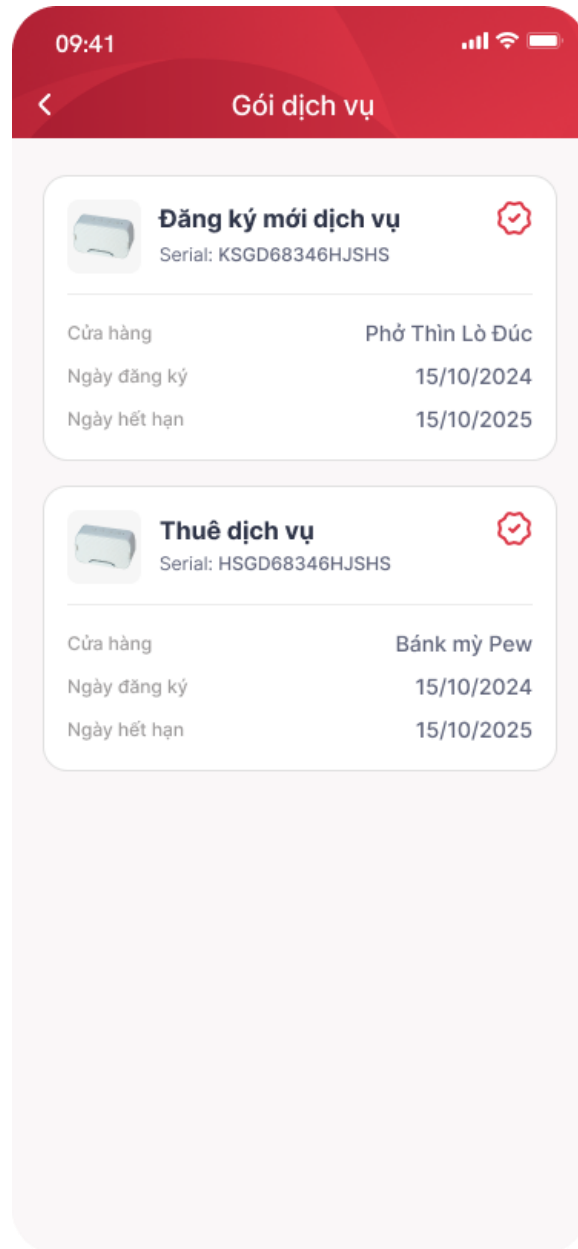 09:41
Gói dịch vụ
Đăng ký mới dịch vụ
Serial: KSGD68346HJSHS
Cửa hàng Phở Thìn Lò Đúc
Ngày đăng ký 15/10/2024
Ngày hết hạn 15/10/2025
Thuê dịch vụ
Serial: HSGD68346HJSHS
Cửa hàng Bánk mỳ Pew
Ngày đăng ký 15/10/2024
Ngày hết hạn 15/10/2025